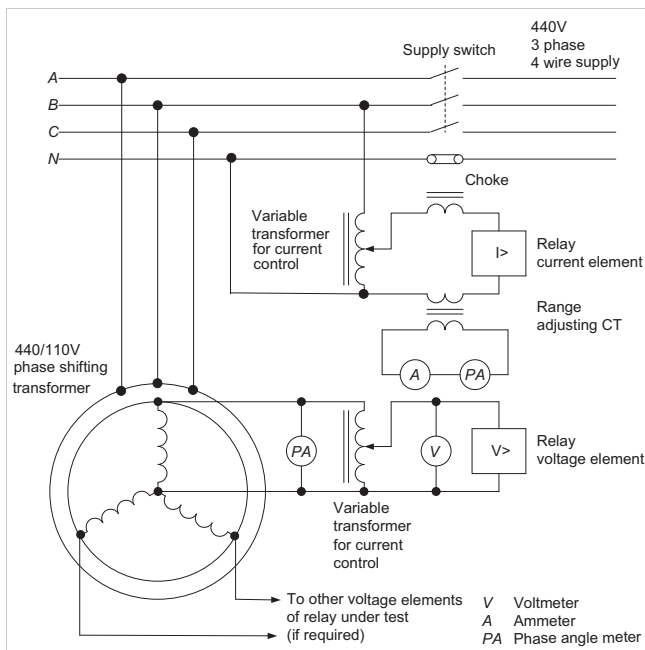 440V
3 phase
4 wire supply
Supply switch
A
B
C
N
Choke
Variable
transformer
for current
control
I>
Relay
current element
Range
adjusting CT
440/110V
phase shifting
transformer
A
PA
PA
V
V>
Relay
voltage element
Variable
transformer
for current
control
To other voltage elements
of relay under test
(if required)
V Voltmeter
A Ammeter
PA Phase angle meter